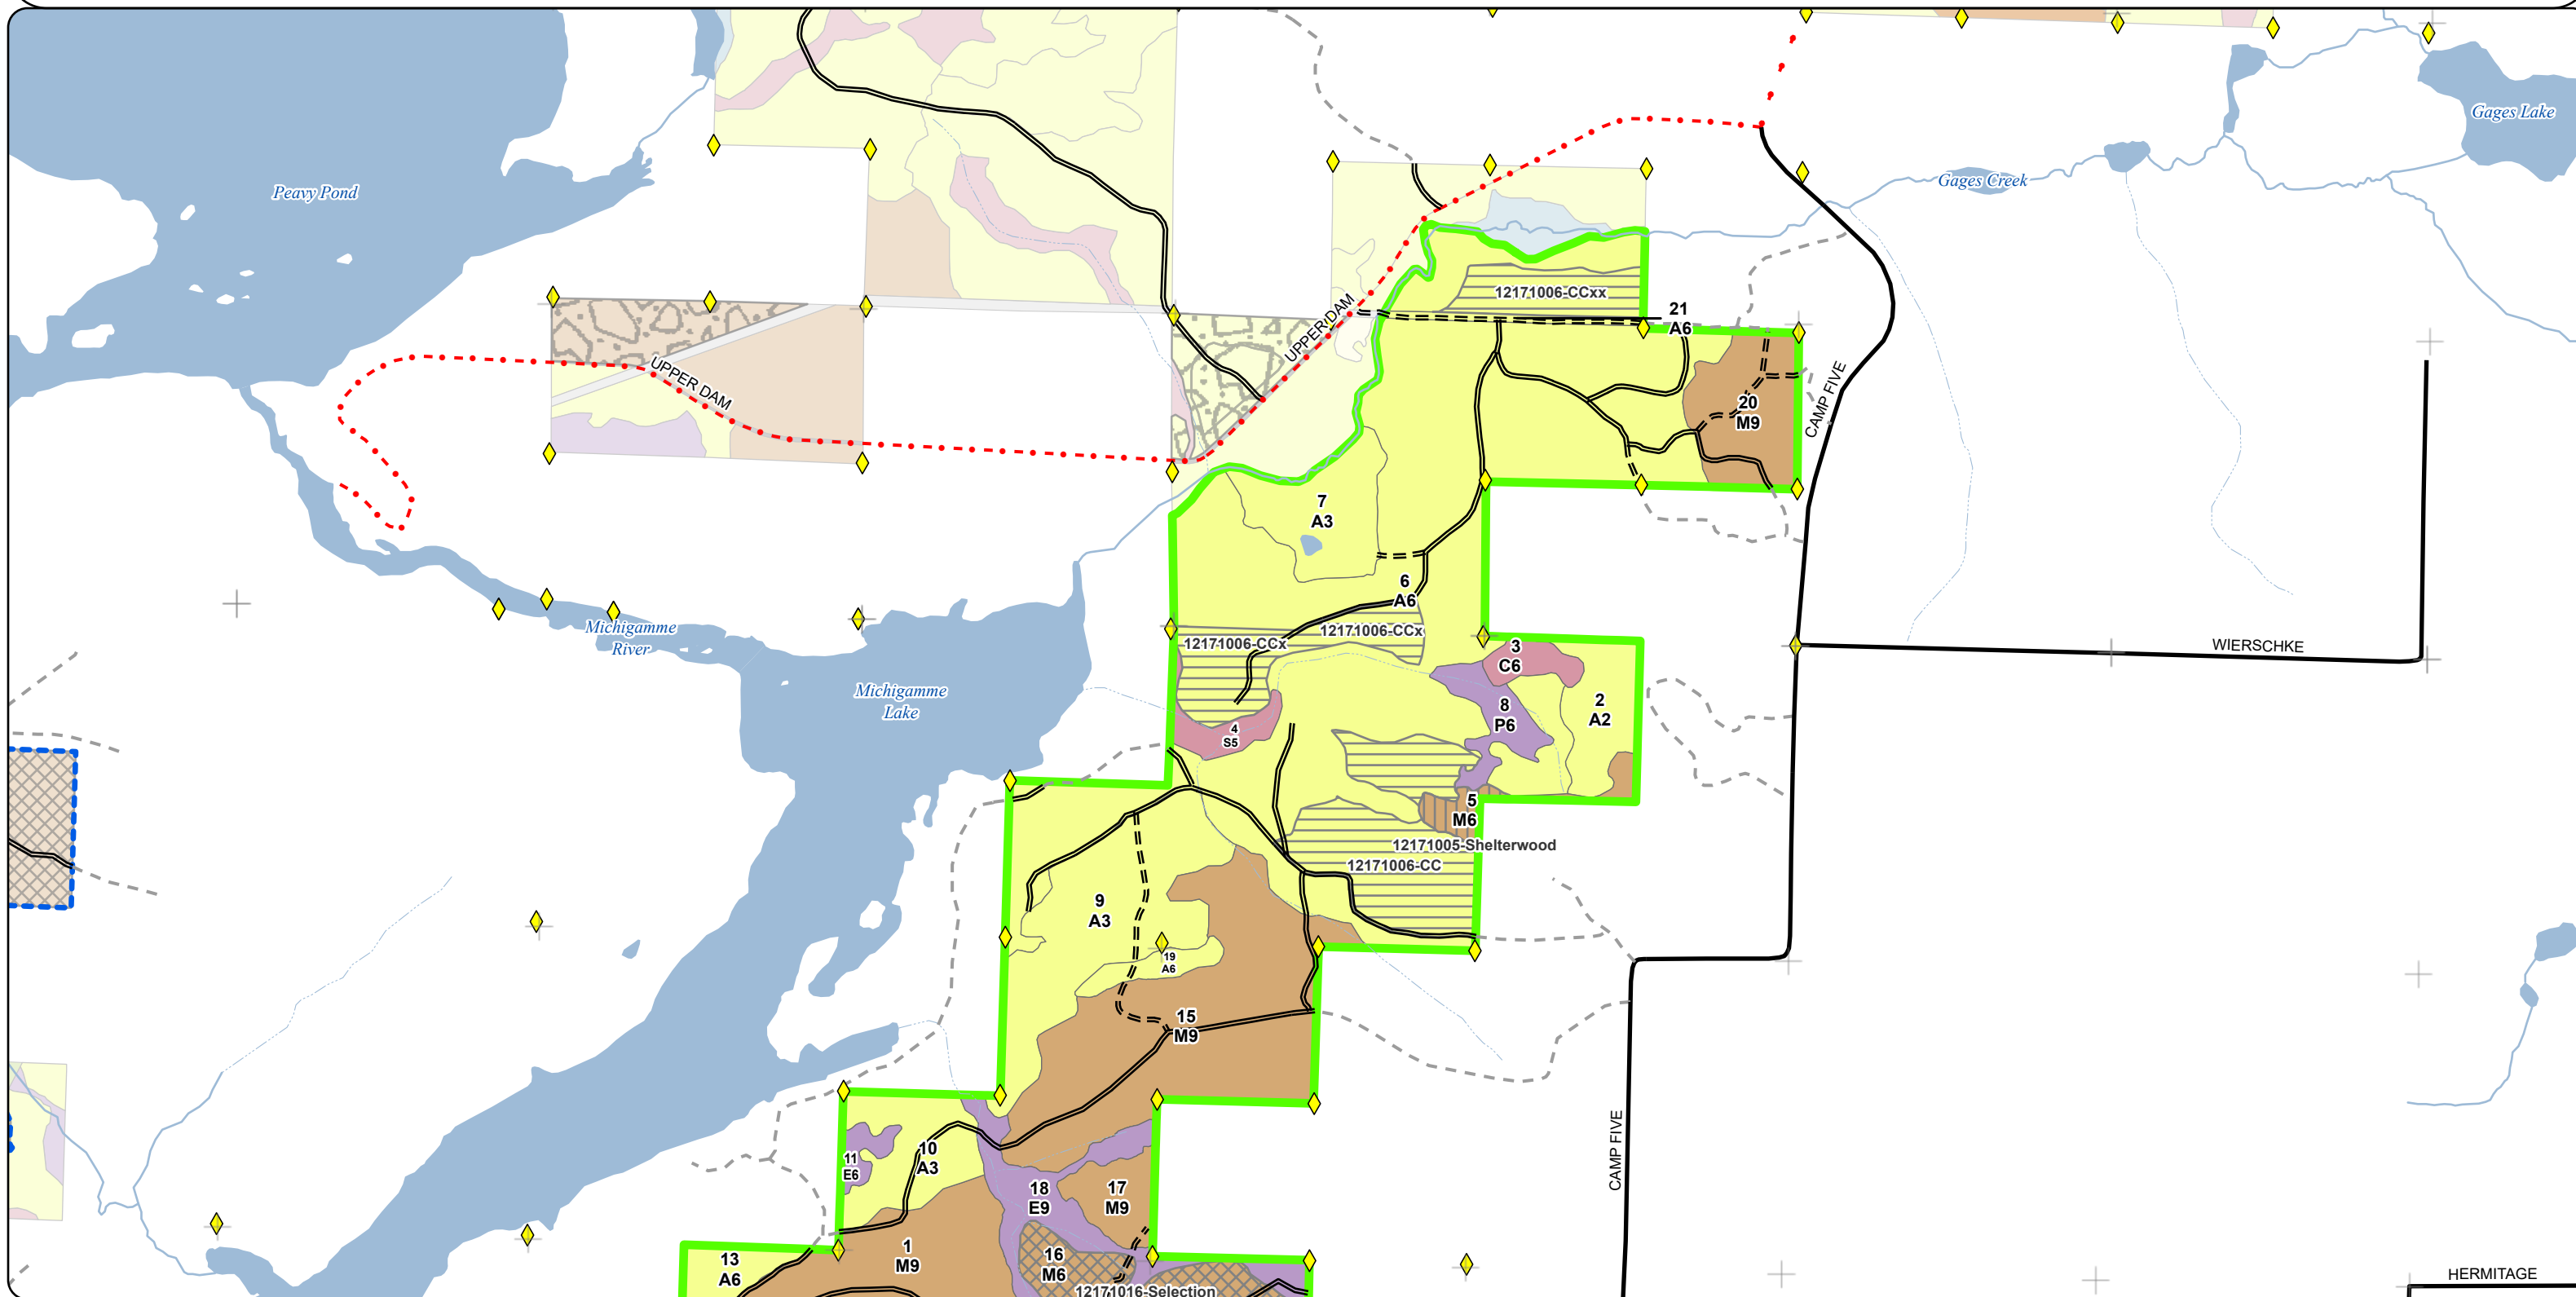 Gages Lake
Peavy Pond
Gages Creek
12171006-CCxx
21
A6
UPPER DAM
UPPER DAM
CAMP FIVE
20
M9
7
A3
6
A6
12171006-CCx
12171006-CCx
Michigamme
River
WIERSCHKE
3
C6
Michigamme
Lake
8
P6
2
A2
4
S5
5
M6
12171005-Shelterwood
12171006-CC
9
A3
19
A6
15
M9
CAMP FIVE
10
A3
11
E6
18
E9
17
M9
13
A6
1
M9
16
M6
12171016-Selection
HERMITAGE